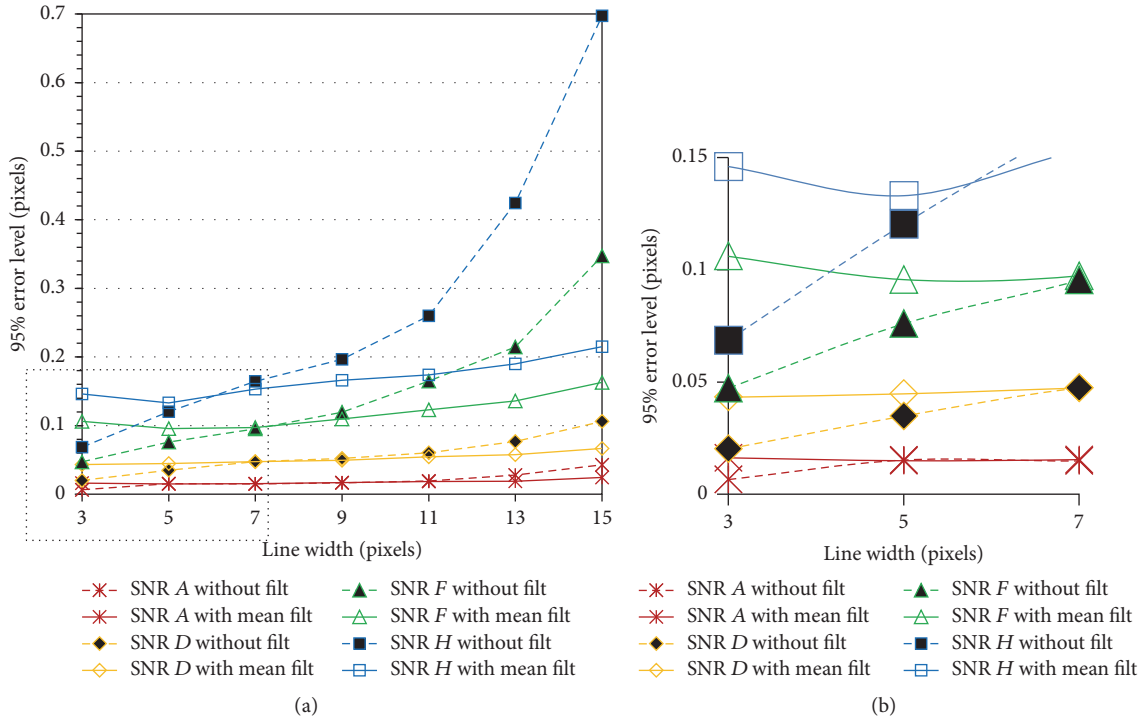 0.7
0.6
0.5
0.4
0.3
0.2
0.1
0
95% error level (pixels)
3 5 7 9 11 13 15
Line width (pixels)
SNR A without filt
SNR A with mean filt
SNR D without filt
SNR D with mean filt
SNR F without filt
SNR F with mean filt
SNR H without filt
SNR H with mean filt
(a)
0.15
0.1
0.05
0
95% error level (pixels)
3 5 7
Line width (pixels)
SNR A without filt
SNR A with mean filt
SNR D without filt
SNR D with mean filt
SNR F without filt
SNR F with mean filt
SNR H without filt
SNR H with mean filt
(b)